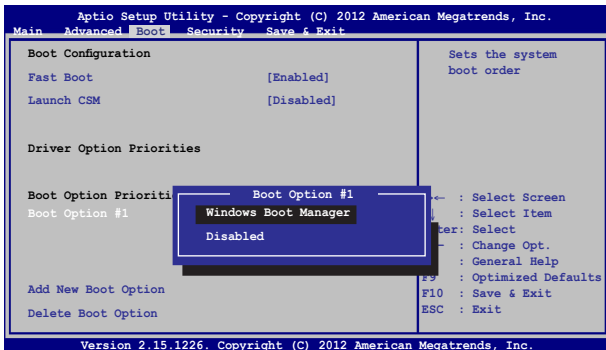 Aptio Setup Utility - Copyright (C) 2012 American Megatrends, Inc.
Main Advanced Boot Security Save & Exit
Boot Configuration
Fast Boot [Enabled]
Launch CSM [Disabled]
Driver Option Priorities
Boot Option Prioriti
Boot Option #1
Add New Boot Option
Delete Boot Option
Boot Option #1
Windows Boot Manager
Disabled
Sets the system
boot order
→← : Select Screen
: Select Item
ter: Select
— : Change Opt.
: General Help
F9 : Optimized Defaults
F10 : Save & Exit
ESC : Exit
Version 2.15.1226. Copyright (C) 2012 American Megatrends, Inc.